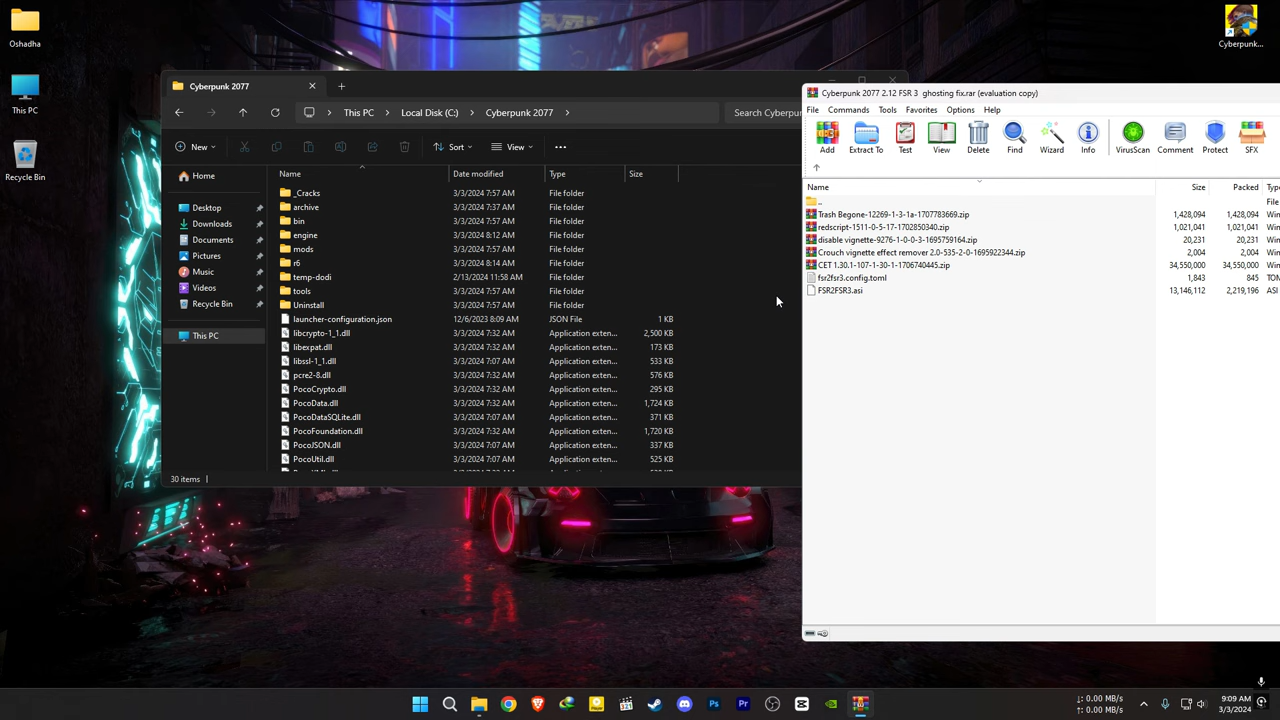 Oshadha
This PC
Recycle Bin
Cyberpunk...
Cyberpunk 2077
This PC
Local Disk (C:)
Cyberpunk 2077
Search Cyberpu
New
Sort
View
Home
Desktop
Downloads
Documents
Pictures
Music
Videos
Recycle Bin
This PC
Name Date modified Type Size
_Cracks 3/3/2024 7:57 AM File folder
archive 3/3/2024 7:37 AM File folder
bin 3/3/2024 7:57 AM File folder
engine 3/3/2024 8:12 AM File folder
mods 3/3/2024 7:57 AM File folder
r6 3/3/2024 8:14 AM File folder
temp-dodi 2/13/2024 11:58 AM File folder
tools 3/3/2024 7:57 AM File folder
Uninstall 3/3/2024 7:57 AM File folder
launcher-configuration.json 12/6/2023 8:09 AM JSON File 1 KB
libcrypto-1_1.dll 3/3/2024 7:32 AM Application exten... 2,500 KB
libexpat.dll 3/3/2024 7:32 AM Application exten... 173 KB
libssl-1_1.dll 3/3/2024 7:07 AM Application exten... 533 KB
pcre2-8.dll 3/3/2024 7:32 AM Application exten... 576 KB
PocoCrypto.dll 3/3/2024 7:32 AM Application exten... 295 KB
PocoData.dll 3/3/2024 7:32 AM Application exten... 1,724 KB
PocoDataSQLite.dll 3/3/2024 7:07 AM Application exten... 371 KB
PocoFoundation.dll 3/3/2024 7:32 AM Application exten... 1,720 KB
PocoJSON.dll 3/3/2024 7:07 AM Application exten... 337 KB
PocoUtil.dll 3/3/2024 7:07 AM Application exten... 525 KB
30 items
Cyberpunk 2077 2.12 FSR 3 ghosting fix.rar (evaluation copy)
File Commands Tools Favorites Options Help
Add Extract To Test View Delete Find Wizard Info VirusScan Comment Protect SFX
Name Size Packed Type
.. File
Trash Begone-12269-1-3-1a-1707783669.zip 1,428,094 1,428,094 Win
redscript-1511-0-5-17-1702850340.zip 1,021,041 1,021,041 Win
disable vignette-9276-1-0-0-3-1695759164.zip 20,231 20,231 Win
Crouch vignette effect remover 2.0-535-2-0-1695922344.zip 2,004 2,004 Win
CET 1.30.1-107-1-30-1-1706740445.zip 34,550,000 34,550,000 Win
fsr2fsr3.config.toml 1,843 845 TOM
FSR2FSR3.asi 13,146,112 2,219,196
↓: 0.00 MB/s
↑: 0.00 MB/s
9:09 AM
3/3/2024